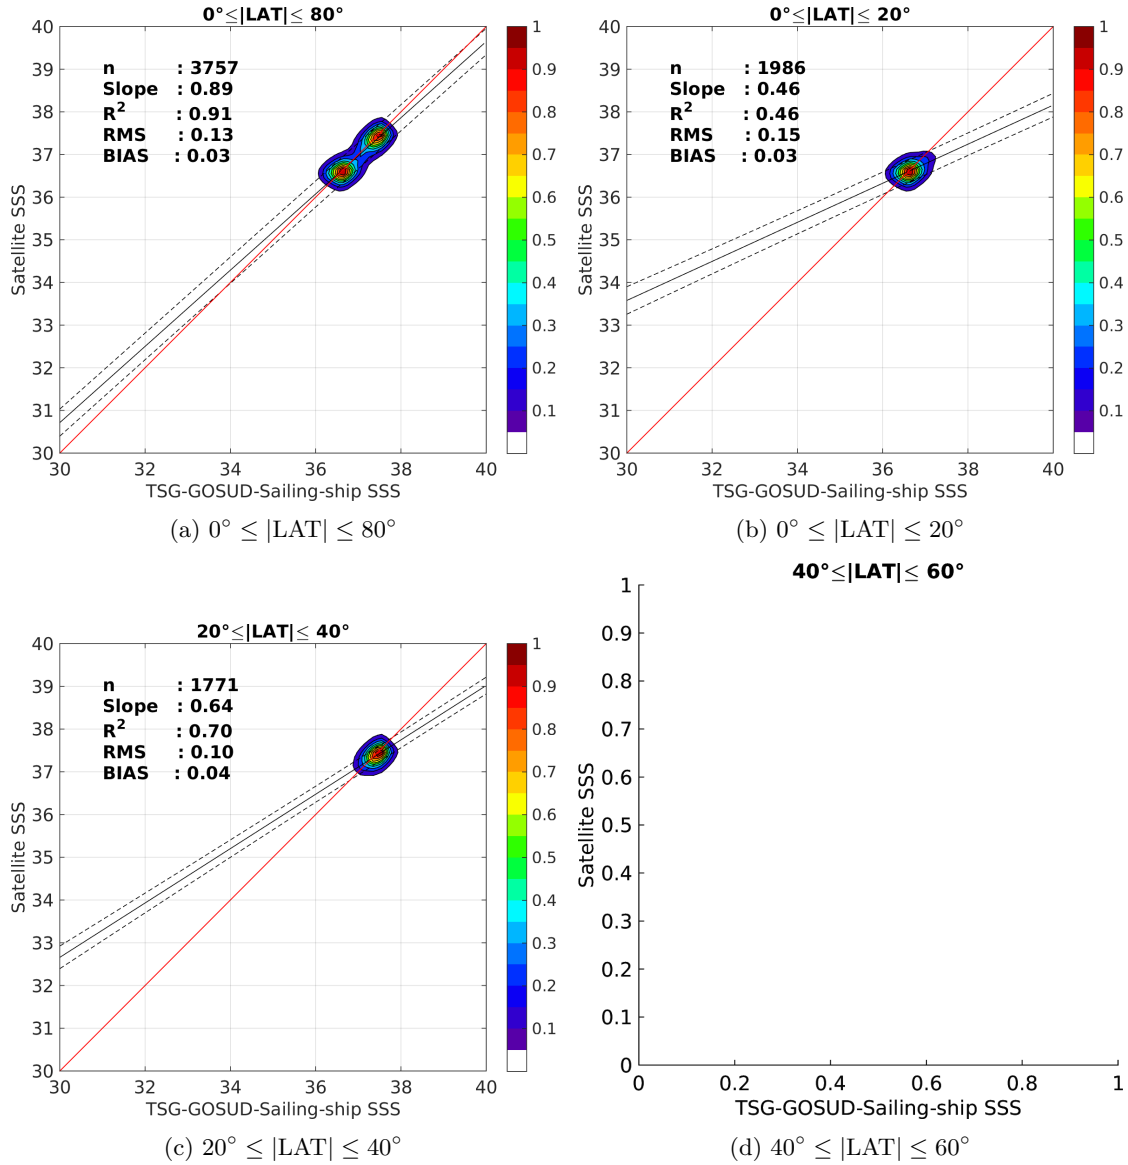 0°≤|LAT|≤ 80°
n : 3757
Slope : 0.89
R² : 0.91
RMS : 0.13
BIAS : 0.03
40
39
38
37
36
35
34
33
32
31
30
30 32 34 36 38 40
Satellite SSS
TSG-GOSUD-Sailing-ship SSS
1
0.9
0.8
0.7
0.6
0.5
0.4
0.3
0.2
0.1
(a) 0° ≤ |LAT| ≤ 80°
0°≤|LAT|≤ 20°
n : 1986
Slope : 0.46
R² : 0.46
RMS : 0.15
BIAS : 0.03
40
39
38
37
36
35
34
33
32
31
30
30 32 34 36 38 40
Satellite SSS
TSG-GOSUD-Sailing-ship SSS
1
0.9
0.8
0.7
0.6
0.5
0.4
0.3
0.2
0.1
(b) 0° ≤ |LAT| ≤ 20°
20°≤|LAT|≤ 40°
n : 1771
Slope : 0.64
R² : 0.70
RMS : 0.10
BIAS : 0.04
40
39
38
37
36
35
34
33
32
31
30
30 32 34 36 38 40
Satellite SSS
TSG-GOSUD-Sailing-ship SSS
1
0.9
0.8
0.7
0.6
0.5
0.4
0.3
0.2
0.1
(c) 20° ≤ |LAT| ≤ 40°
40°≤|LAT|≤ 60°
1
0.9
0.8
0.7
0.6
0.5
0.4
0.3
0.2
0.1
0
0 0.2 0.4 0.6 0.8 1
Satellite SSS
TSG-GOSUD-Sailing-ship SSS
(d) 40° ≤ |LAT| ≤ 60°